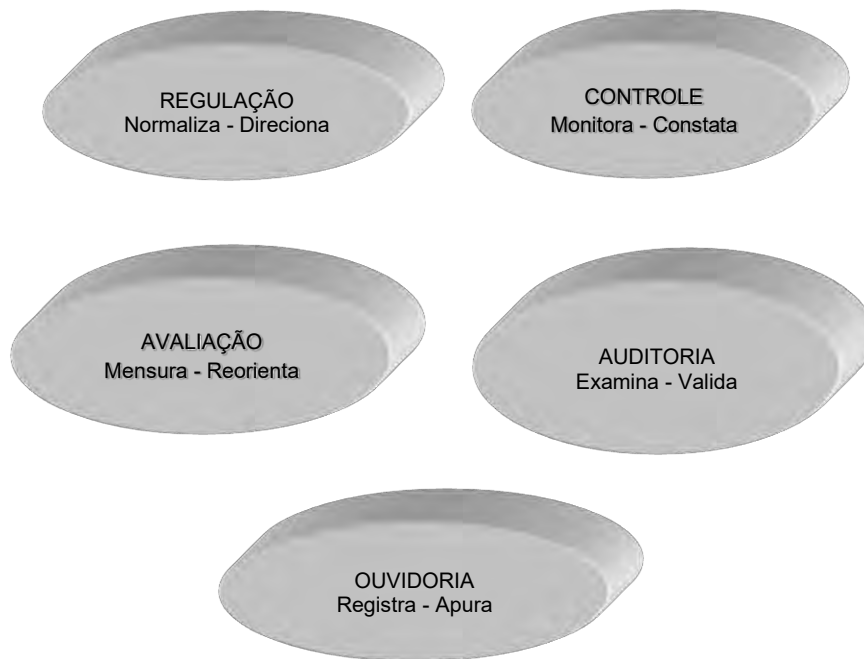 REGULAÇÃO
Normaliza - Direciona
CONTROLE
Monitora - Constata
AVALIAÇÃO
Mensura - Reorienta
AUDITORIA
Examina - Valida
OUVIDORIA
Registra - Apura